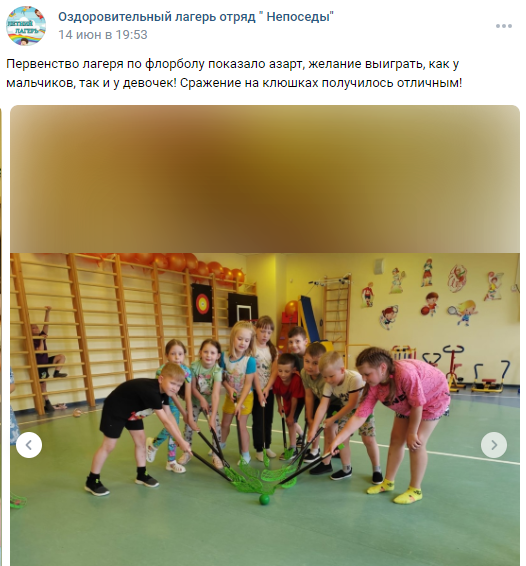 Оздоровительный лагерь отряд " Непоседы"
14 июн в 19:53
Первенство лагеря по флорболу показало азарт, желание выиграть, как у
мальчиков, так и у девочек! Сражение на клюшках получилось отличным!